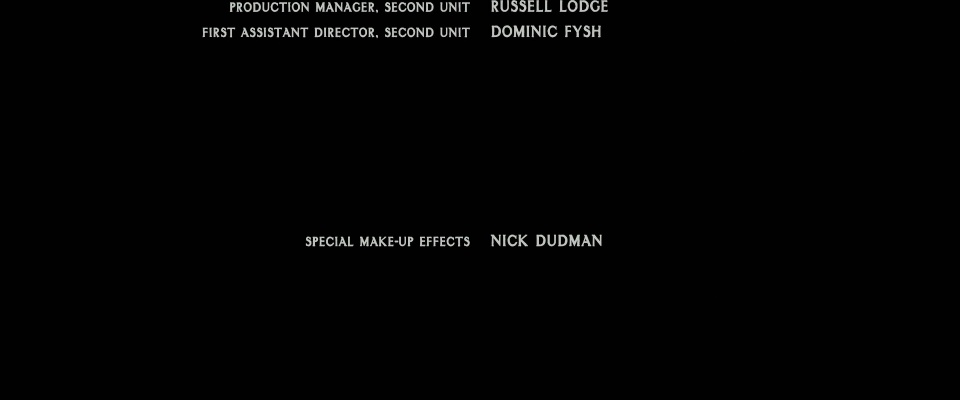 PRODUCTION MANAGER, SECOND UNIT RUSSELL LODGE
FIRST ASSISTANT DIRECTOR, SECOND UNIT DOMINIC FYSH
SPECIAL MAKE-UP EFFECTS NICK DUDMAN